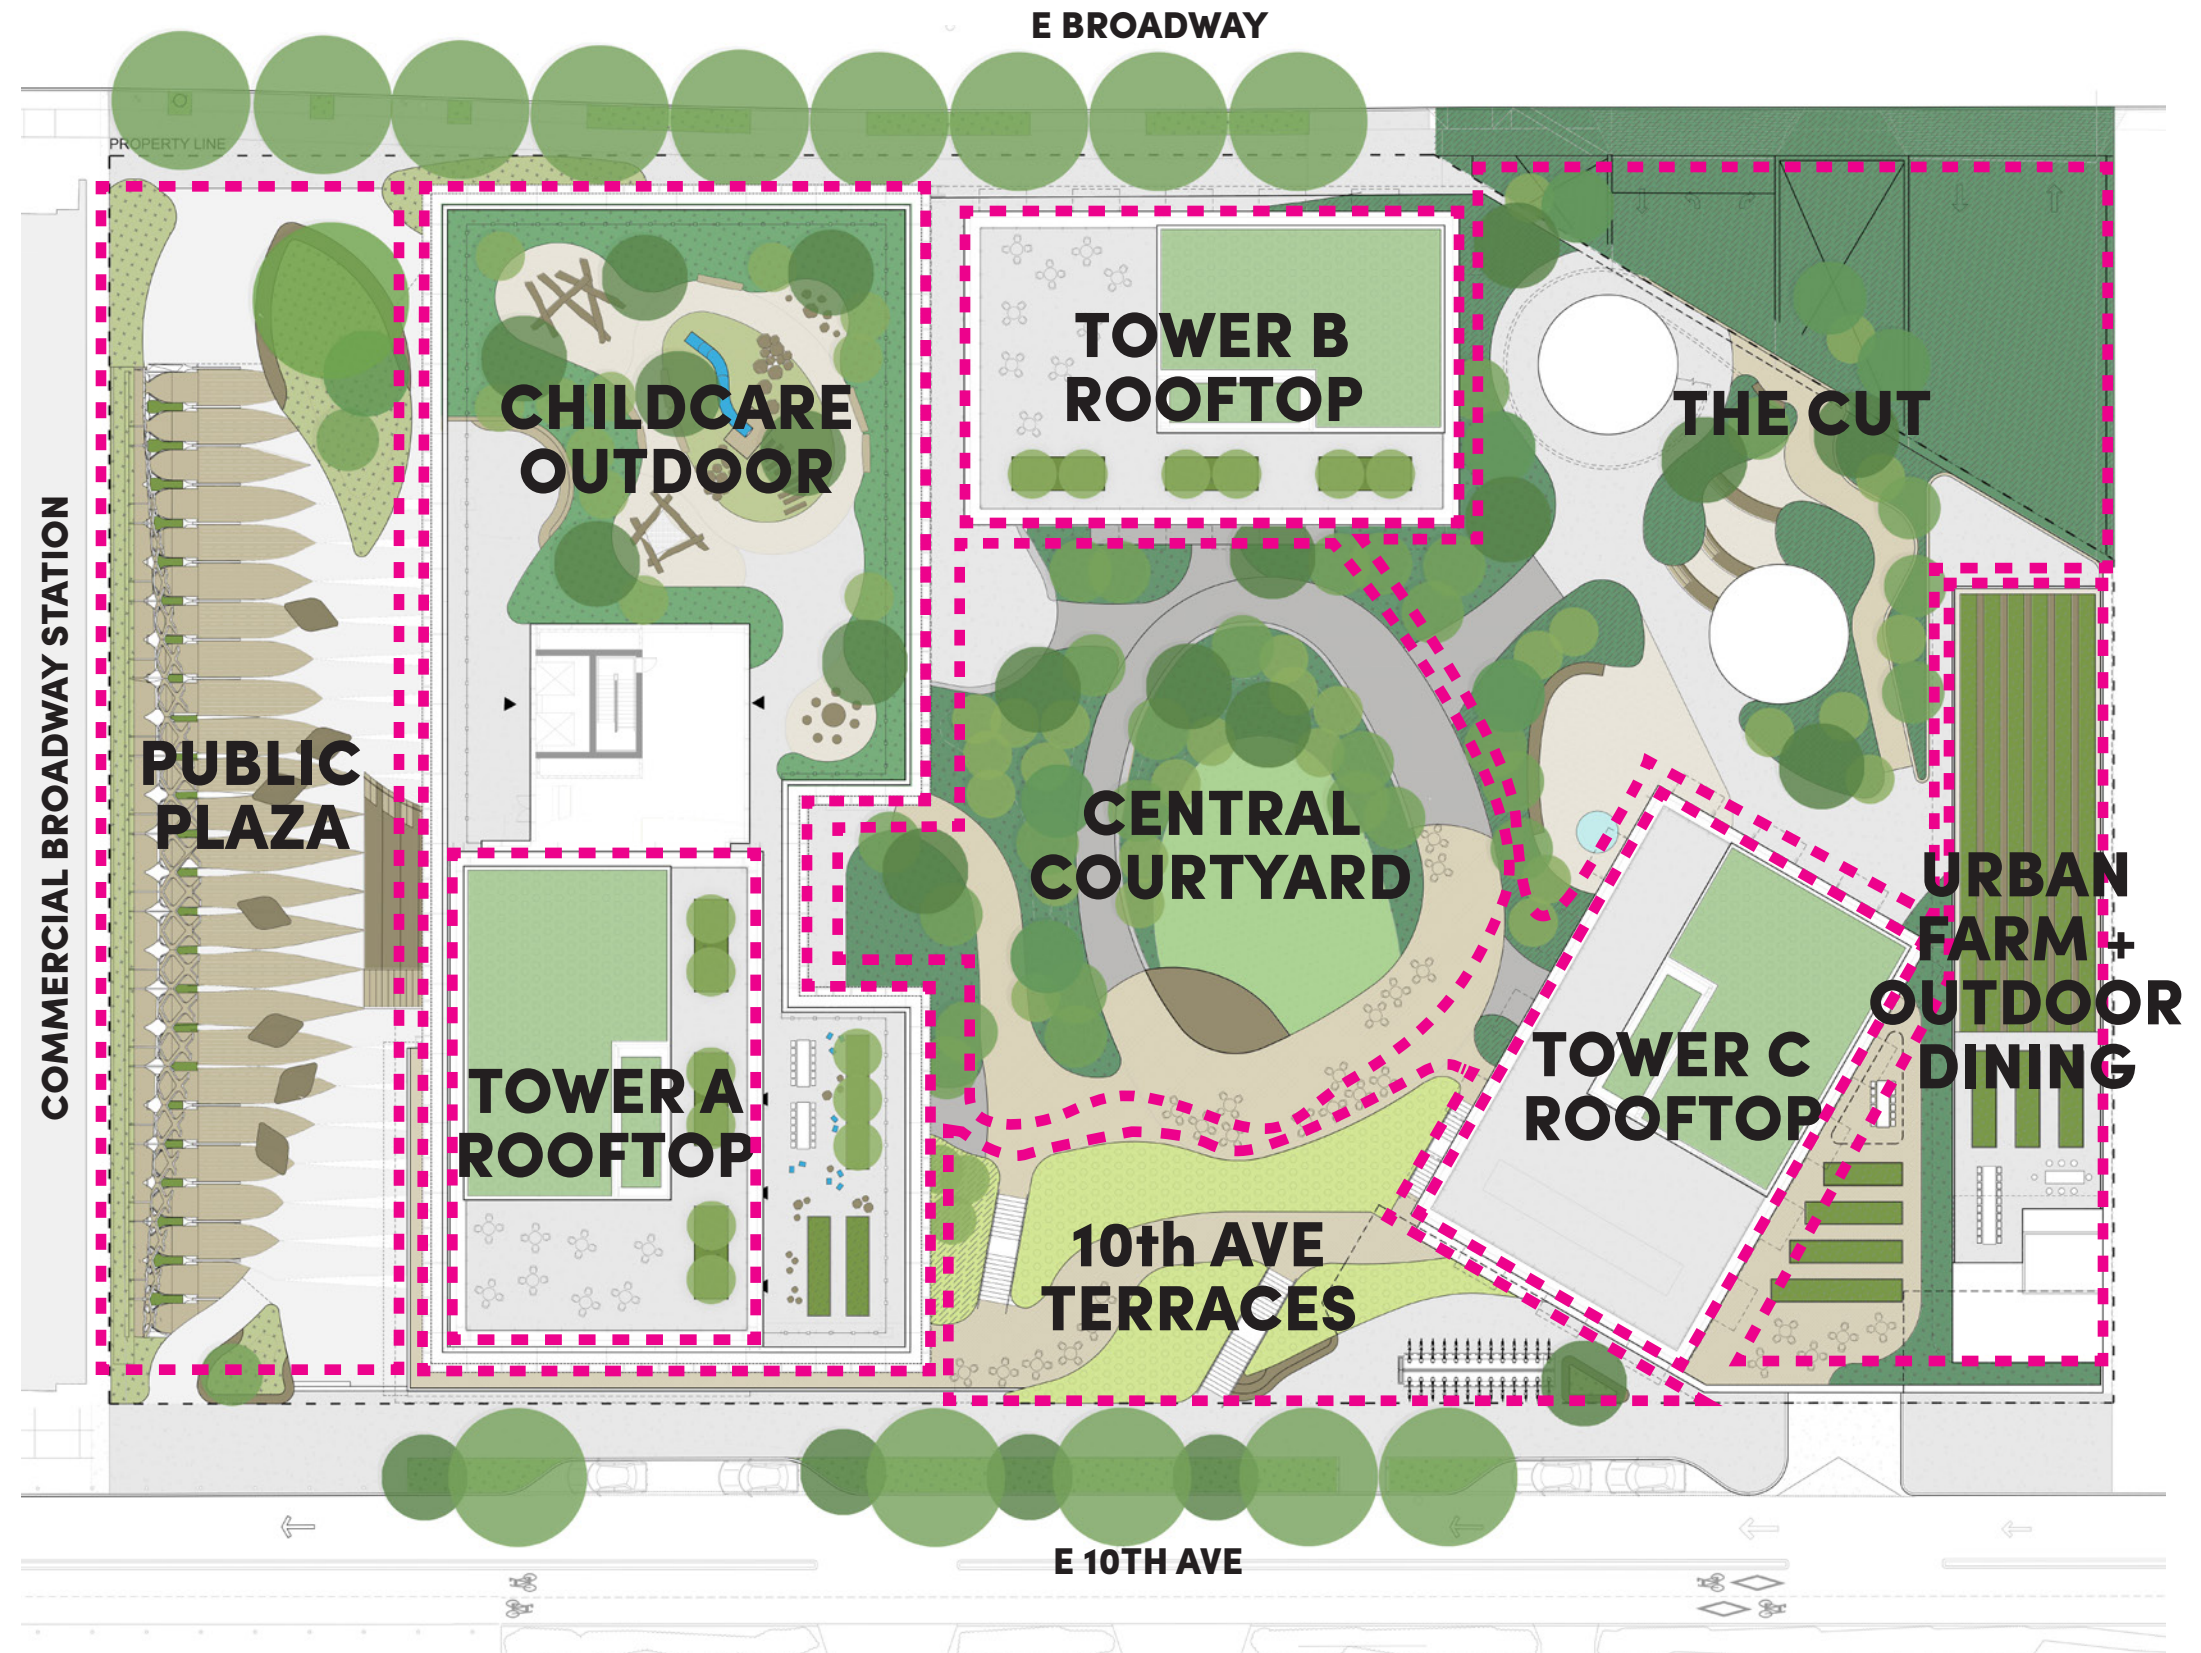 E BROADWAY
PROPERTY LINE
TOWER B
ROOFTOP
CHILDCARE
OUTDOOR
THE CUT
COMMERCIAL BROADWAY STATION
PUBLIC
PLAZA
CENTRAL
COURTYARD
URBAN
FARM +
OUTDOOR
DINING
TOWER A
ROOFTOP
TOWER C
ROOFTOP
10th AVE
TERRACES
E 10TH AVE